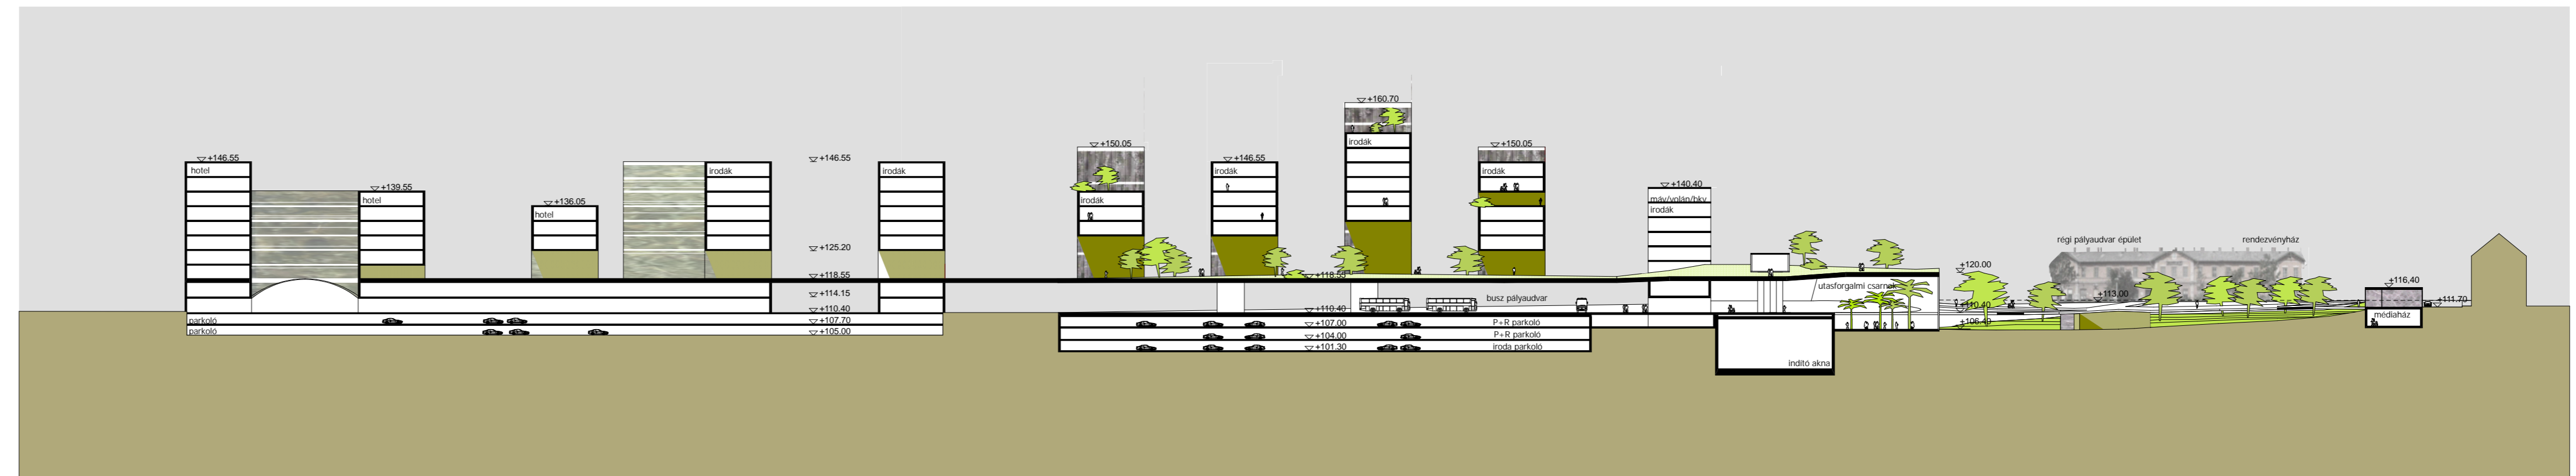 +160.70
+150.05
+150.05
+146.55
+146.55
+146.55
hotel
irodák
irodák
irodák
irodák
irodák
irodák
+139.55
hotel
+136.05
hotel
+140.40
máv/volán/bkv
irodák
+125.20
+118.55
+118.55
+114.15
+110.40
+110.40
+107.70
+105.00
parkoló
parkoló
busz pályaudvar
+107.00
P+R parkoló
+104.00
P+R parkoló
+101.30
iroda parkoló
utasforgalmi csarnok
indító akna
+120.00
+110.40
+106.40
régi pályaudvar épület
rendezvényház
+113.00
+116,40
+111.70
médiaház